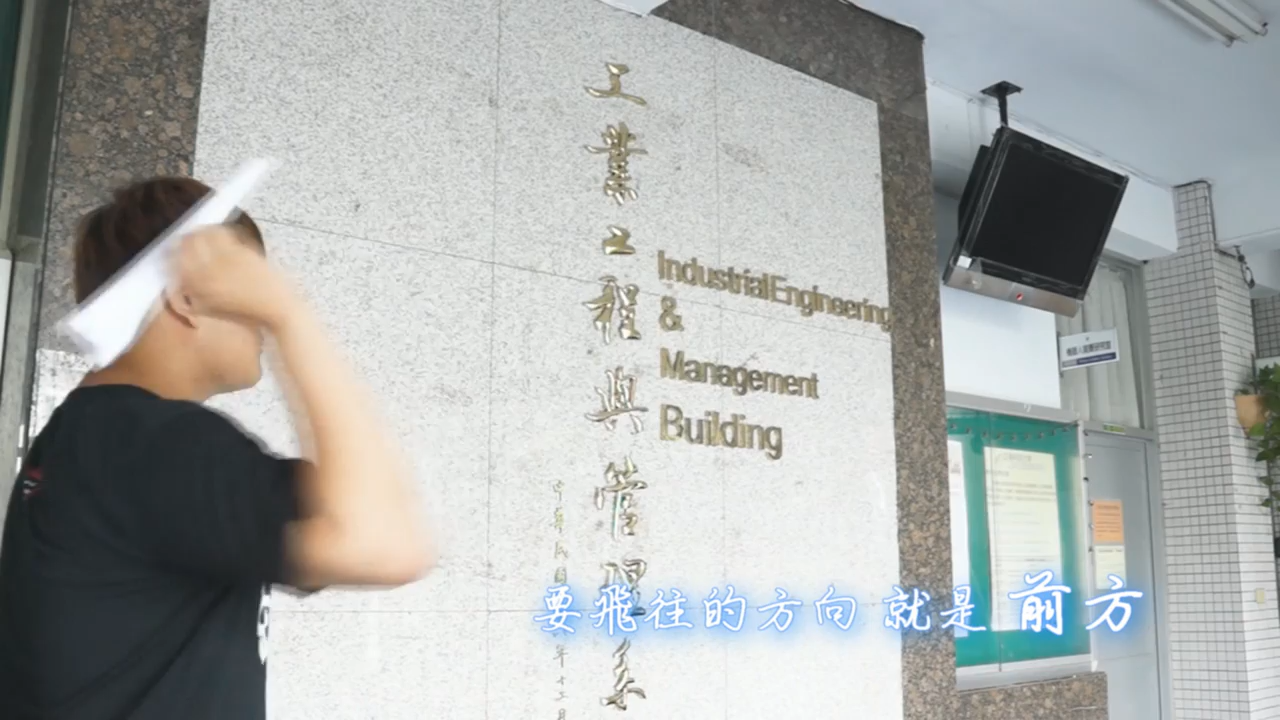 工業工程與管理系
Industrial Engineering
&
Management
Building
要飛往的方向 就是 前方